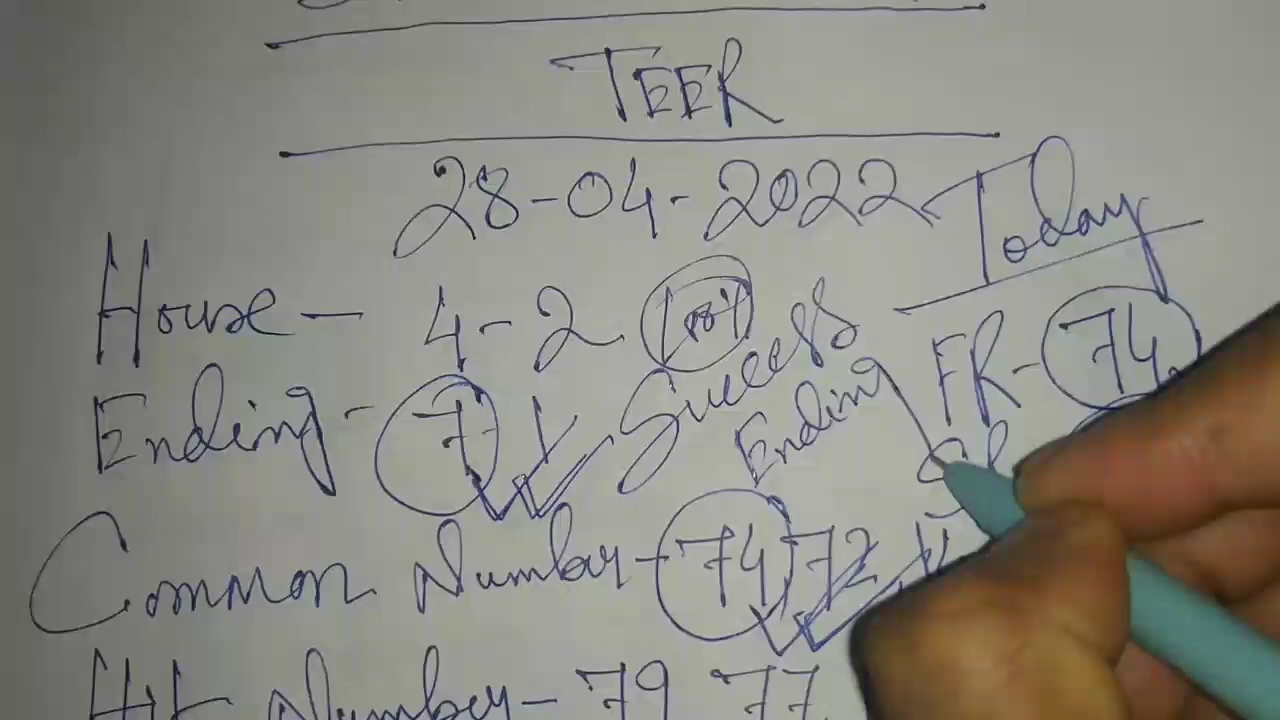 TEER
28-04-2022 Today
House - 4-2
Ending - 7 Success Ending FR-74
SR
Common Number - 74 72
Hit Number - 79 77